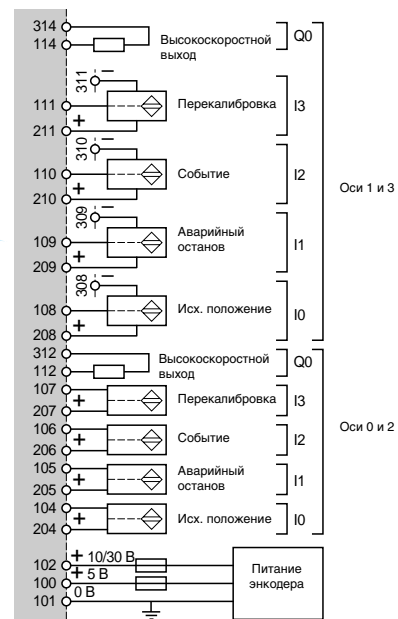 314
114
Высокоскоростной
выход
Q0
311
−
111
211
+
Перекалибровка
I3
310
−
110
210
+
Событие
I2
Оси 1 и 3
309
−
109
209
+
Аварийный
останов
I1
308
−
108
208
+
Исх. положение
I0
312
112
Высокоскоростной
выход
Q0
107
207
+
Перекалибровка
I3
106
206
+
Событие
I2
Оси 0 и 2
105
205
+
Аварийный
останов
I1
104
204
+
Исх. положение
I0
102
+ 10/30 В
100
+ 5 В
101
0 В
Питание
энкодера